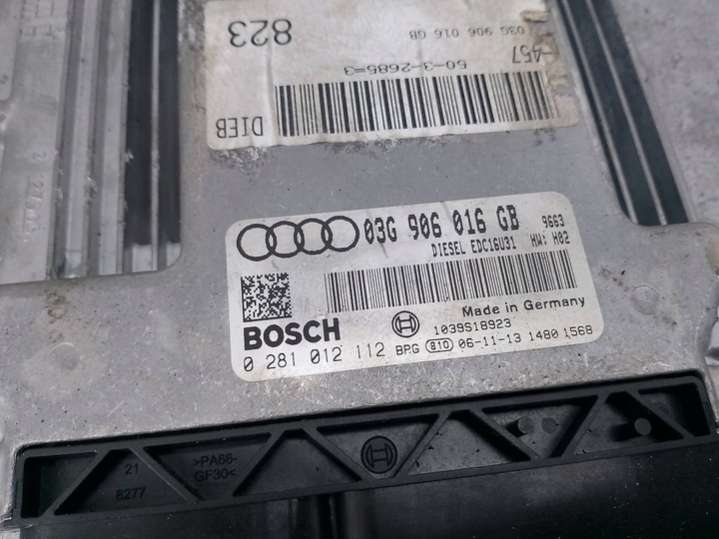 823
03G 906 016 GB
-457
50-3-2685=3
DIEB
03G 906 016 GB 9663
DIESEL EDC16U31 HW: H02
Made in Germany
BOSCH 1039S18923
0 281 012 112 BPG 810 06-11-13 1480 1568
21
8277
>PA66-
GF30<